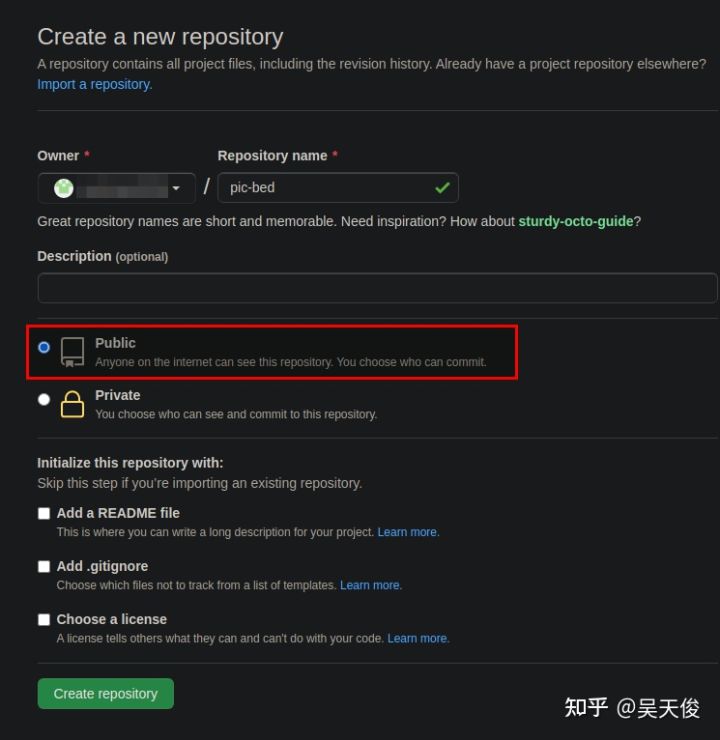 Create a new repository
A repository contains all project files, including the revision history. Already have a project repository elsewhere?
Import a repository.
Owner * Repository name *
/ pic-bed
Great repository names are short and memorable. Need inspiration? How about sturdy-octo-guide?
Description (optional)
Public
Anyone on the internet can see this repository. You choose who can commit.
Private
You choose who can see and commit to this repository.
Initialize this repository with:
Skip this step if you're importing an existing repository.
Add a README file
This is where you can write a long description for your project. Learn more.
Add .gitignore
Choose which files not to track from a list of templates. Learn more.
Choose a license
A license tells others what they can and can't do with your code. Learn more.
Create repository
知乎 @吴天俊